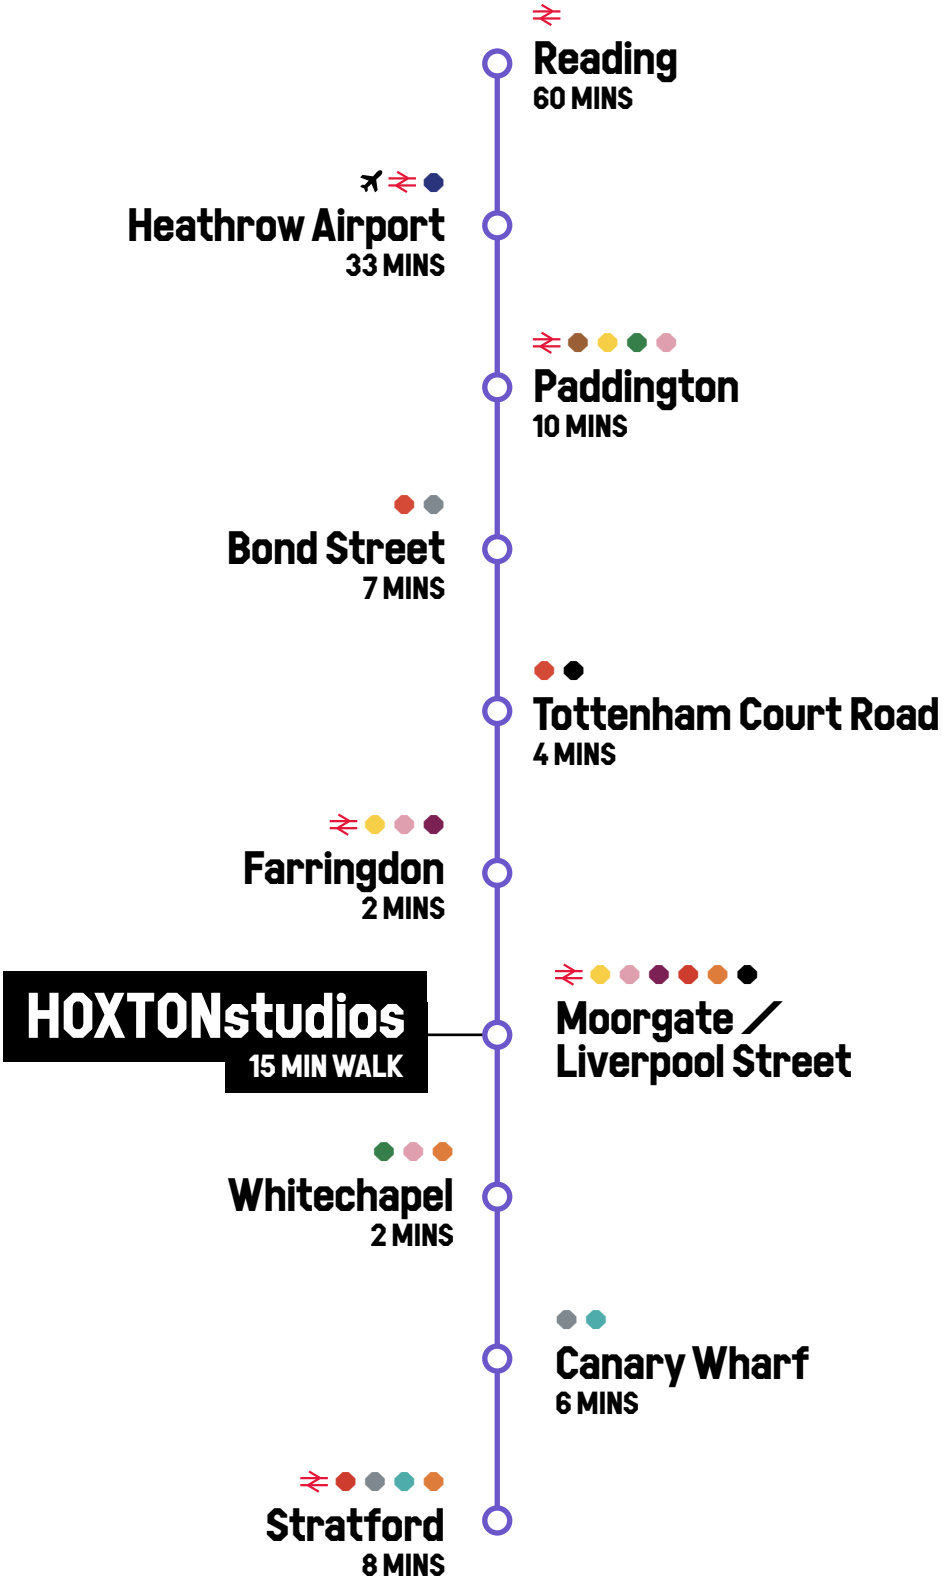 Reading
60 MINS
Heathrow Airport
33 MINS
Paddington
10 MINS
Bond Street
7 MINS
Tottenham Court Road
4 MINS
Farringdon
2 MINS
HOXTONstudios
15 MIN WALK
Moorgate /
Liverpool Street
Whitechapel
2 MINS
Canary Wharf
6 MINS
Stratford
8 MINS